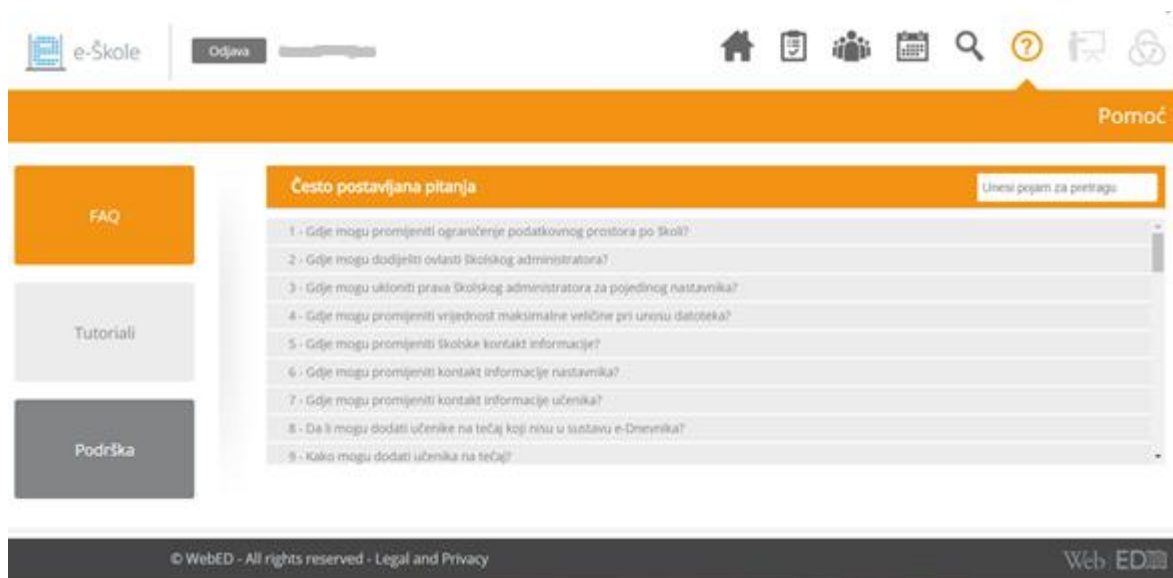 e-Škole
Odjava
Pomoć
FAQ
Tutoriali
Podrška
Često postavljana pitanja
Unesi pojam za pretragu
1 - Gdje mogu promijeniti ograničenje podatkovnog prostora po školi?
2 - Gdje mogu dodijeliti ovlasti školskog administratora?
3 - Gdje mogu ukloniti prava školskog administratora za pojedinog nastavnika?
4 - Gdje mogu promijeniti vrijednost maksimalne veličine pri unosu datoteka?
5 - Gdje mogu promijeniti školske kontakt informacije?
6 - Gdje mogu promijeniti kontakt informacije nastavnika?
7 - Gdje mogu promijeniti kontakt informacije učenika?
8 - Da li mogu dodati učenike na tečaj koji nisu u sustavu e-Dnevnika?
9 - Kako mogu dodati učenika na tečaj?
© WebED - All rights reserved - Legal and Privacy
Web ED